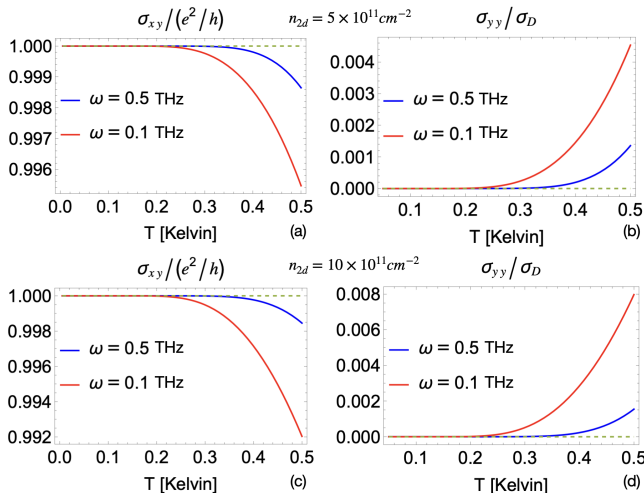 σxy/(e²/h) n2d = 5×10¹¹cm⁻² σyy/σD
1.000
0.999
0.998
0.997
0.996
ω = 0.5 THz
ω = 0.1 THz
0.0 0.1 0.2 0.3 0.4 0.5
T [Kelvin] (a)
0.004
0.003
0.002
0.001
0.000
ω = 0.5 THz
ω = 0.1 THz
0.1 0.2 0.3 0.4 0.5
T [Kelvin] (b)
σxy/(e²/h) n2d = 10×10¹¹cm⁻² σyy/σD
1.000
0.998
0.996
0.994
0.992
ω = 0.5 THz
ω = 0.1 THz
0.0 0.1 0.2 0.3 0.4 0.5
T [Kelvin] (c)
0.008
0.006
0.004
0.002
0.000
ω = 0.5 THz
ω = 0.1 THz
0.1 0.2 0.3 0.4 0.5
T [Kelvin] (d)